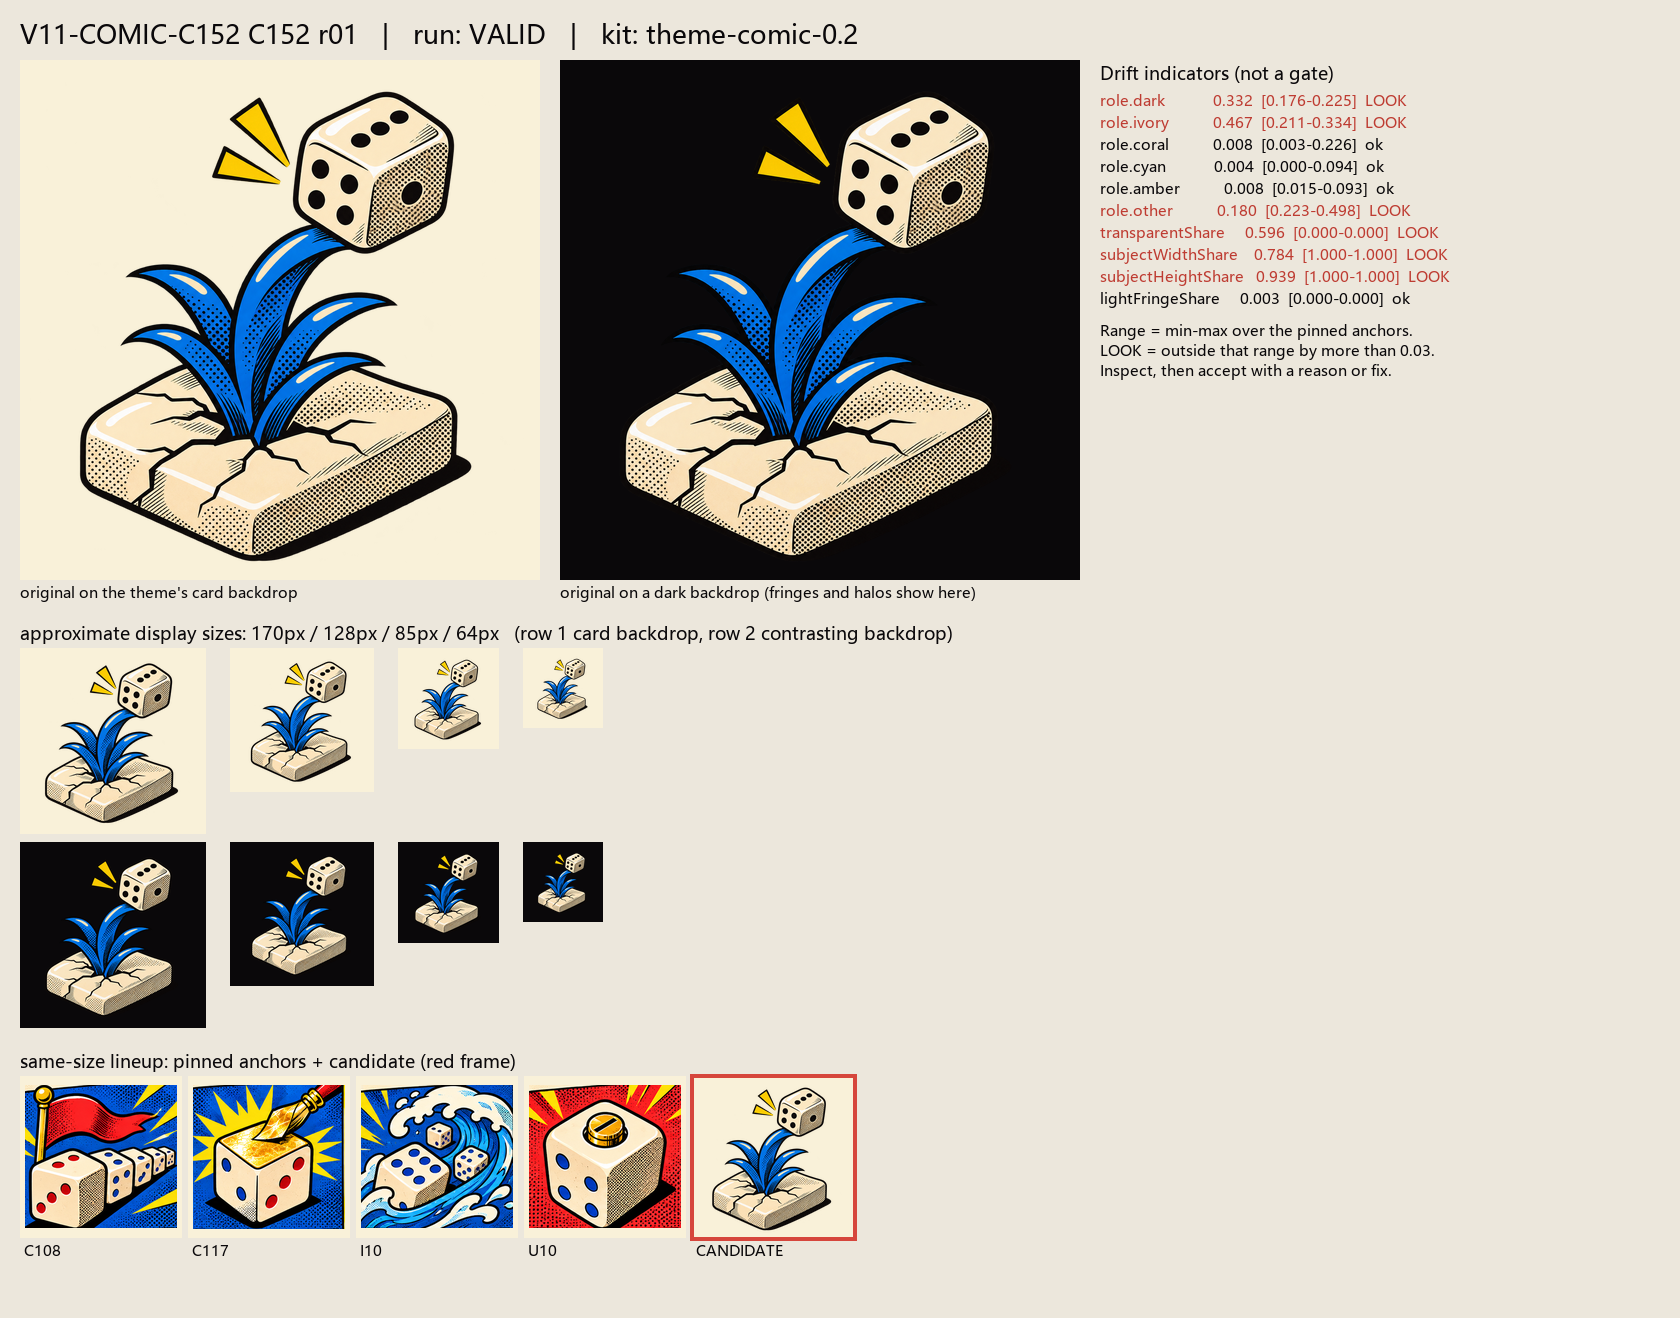 V11-COMIC-C152 C152 r01 | run: VALID | kit: theme-comic-0.2
Drift indicators (not a gate)
role.dark 0.332 [0.176-0.225] LOOK
role.ivory 0.467 [0.211-0.334] LOOK
role.coral 0.008 [0.003-0.226] ok
role.cyan 0.004 [0.000-0.094] ok
role.amber 0.008 [0.015-0.093] ok
role.other 0.180 [0.223-0.498] LOOK
transparentShare 0.596 [0.000-0.000] LOOK
subjectWidthShare 0.784 [1.000-1.000] LOOK
subjectHeightShare 0.939 [1.000-1.000] LOOK
lightFringeShare 0.003 [0.000-0.000] ok
Range = min-max over the pinned anchors.
LOOK = outside that range by more than 0.03.
Inspect, then accept with a reason or fix.
original on the theme's card backdrop
original on a dark backdrop (fringes and halos show here)
approximate display sizes: 170px / 128px / 85px / 64px (row 1 card backdrop, row 2 contrasting backdrop)
same-size lineup: pinned anchors + candidate (red frame)
C108
C117
I10
U10
CANDIDATE